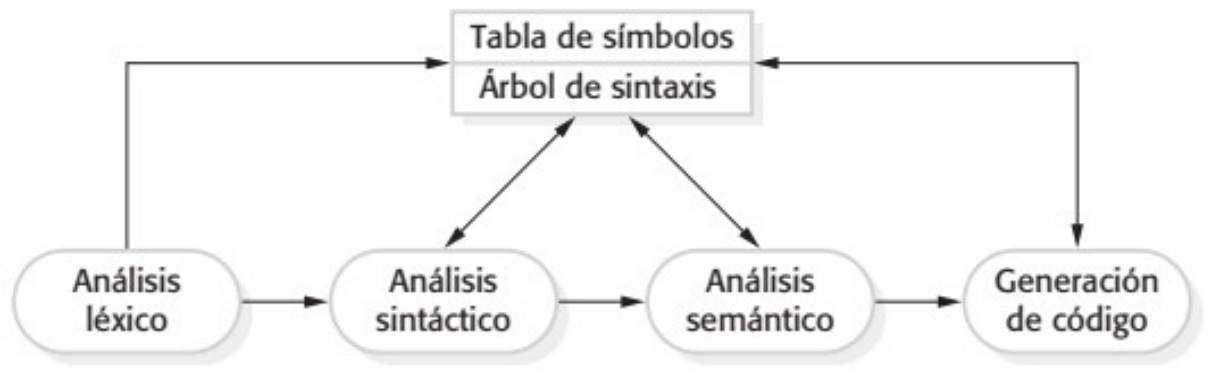 Tabla de símbolos
Árbol de sintaxis
Análisis
léxico
Análisis
sintáctico
Análisis
semántico
Generación
de código